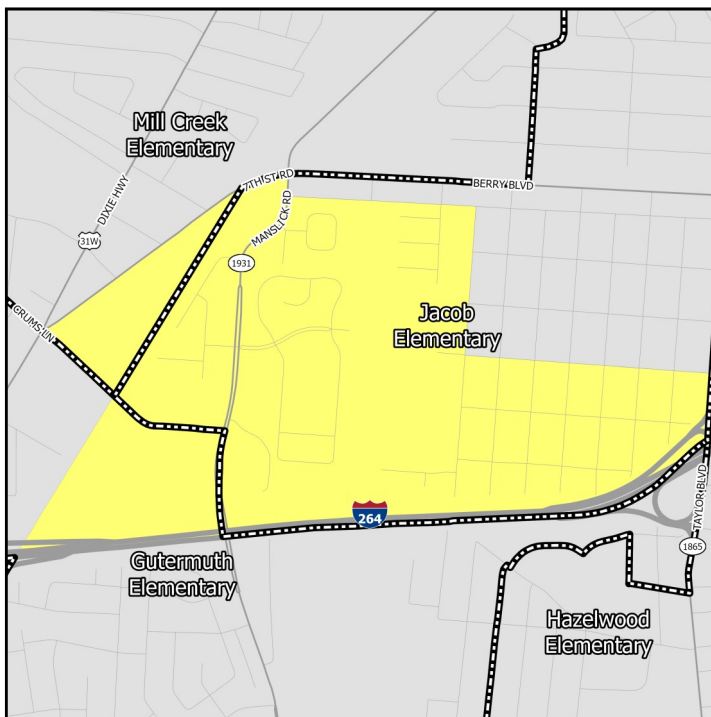 Mill Creek
Elementary
7TH ST RD
BERRY BLVD
DIXIE HWY
MANSLICK RD
31W
1931
CRUMS LN
Jacob
Elementary
264
TAYLOR BLVD
1865
Gutermuth
Elementary
Hazelwood
Elementary